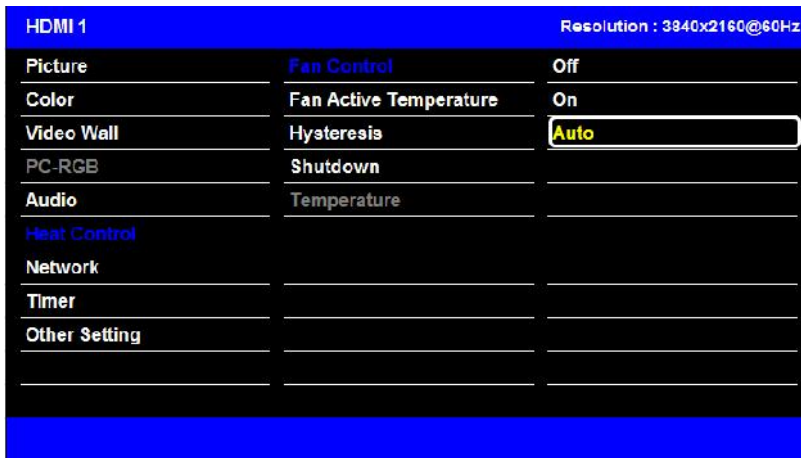 HDMI 1 Resolution : 3840x2160@60Hz
Picture Fan Control Off
Color Fan Active Temperature On
Video Wall Hysteresis Auto
PC-RGB Shutdown
Audio Temperature
Heat Control
Network
Timer
Other Setting